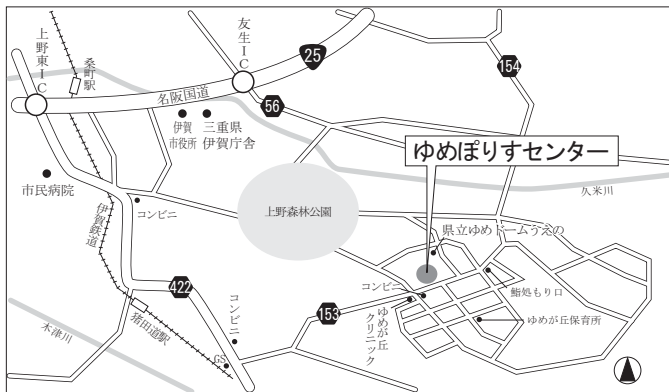 上野東IC
桑町駅
友生IC
25
154
名阪国道
56
伊賀
市役所
三重県
伊賀庁舎
ゆめぽりすセンター
市民病院
久米川
コンビニ
上野森林公園
伊賀鉄道
県立ゆめドームうえの
422
コンビニ
鮨処もり口
153
コンビニ
ゆめが丘
クリニック
ゆめが丘保育所
木津川
猪田道駅
GS